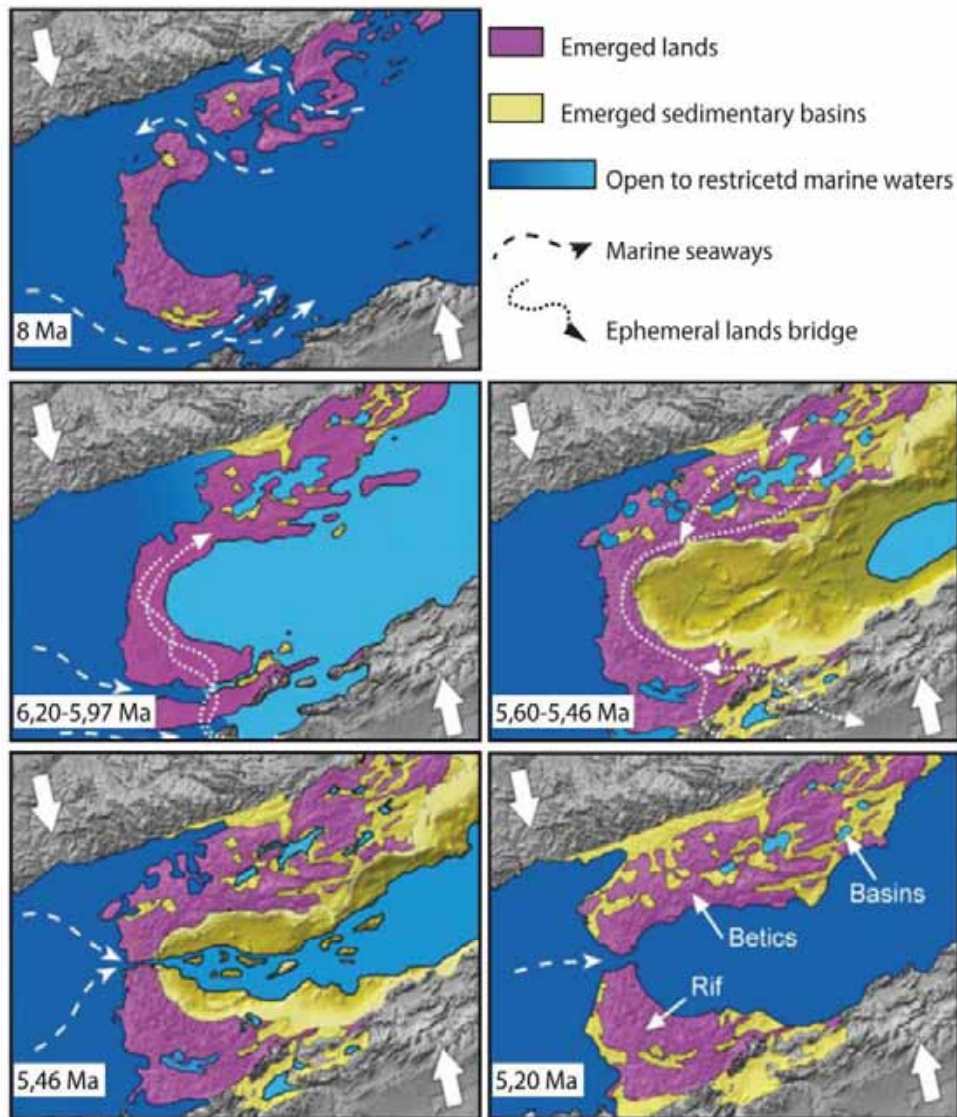 Emerged lands
Emerged sedimentary basins
Open to restricetd marine waters
Marine seaways
Ephemeral lands bridge
8 Ma
6,20-5,97 Ma
5,60-5,46 Ma
5,46 Ma
Basins
Betics
Rif
5,20 Ma